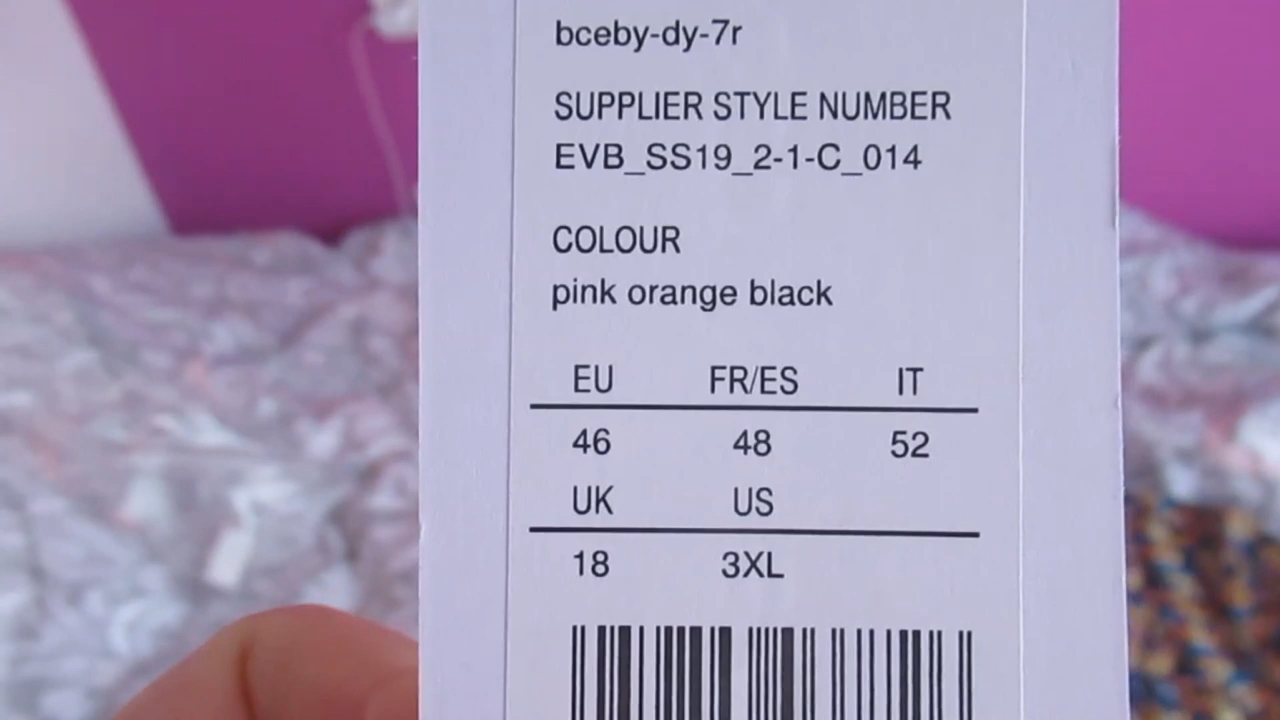 bceby-dy-7r
SUPPLIER STYLE NUMBER
EVB_SS19_2-1-C_014
COLOUR
pink orange black
EU FR/ES IT
46 48 52
UK US
18 3XL